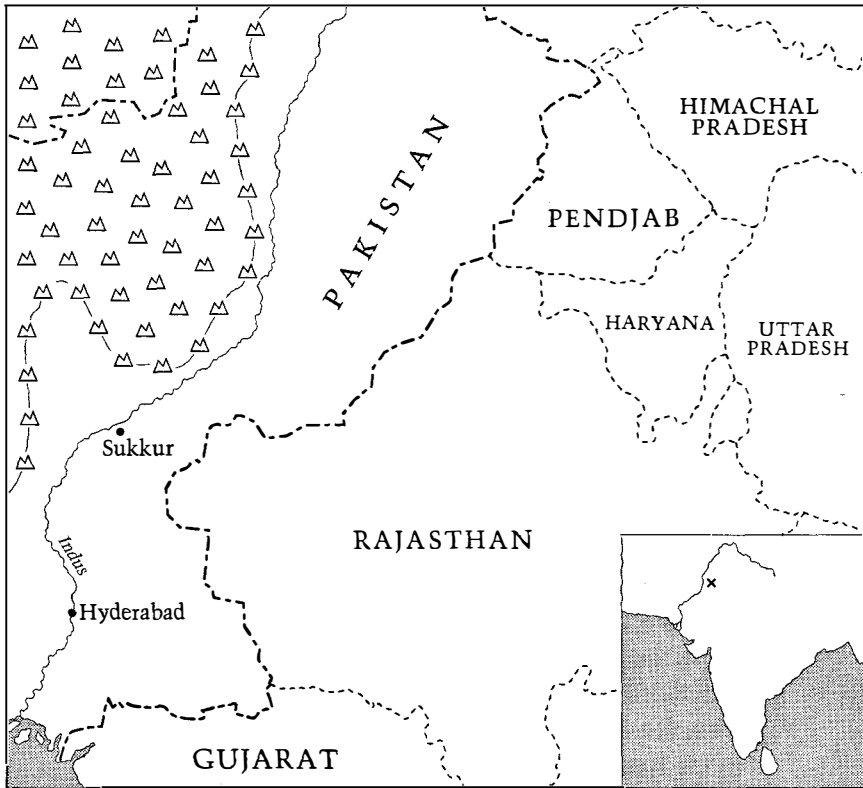 HIMACHAL
PRADESH
PAKISTAN
PENDJAB
HARYANA
UTTAR
PRADESH
Sukkur
RAJASTHAN
Indus
Hyderabad
GUJARAT